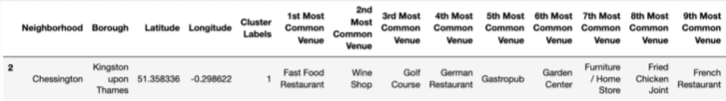 Neighborhood Borough Latitude Longitude Cluster Labels 1st Most Common Venue 2nd Most Common Venue 3rd Most Common Venue 4th Most Common Venue 5th Most Common Venue 6th Most Common Venue 7th Most Common Venue 8th Most Common Venue 9th Most Common Venue
2 Chessington Kingston upon Thames 51.358336 -0.298622 1 Fast Food Restaurant Wine Shop Golf Course German Restaurant Gastropub Garden Center Furniture / Home Store Fried Chicken Joint French Restaurant